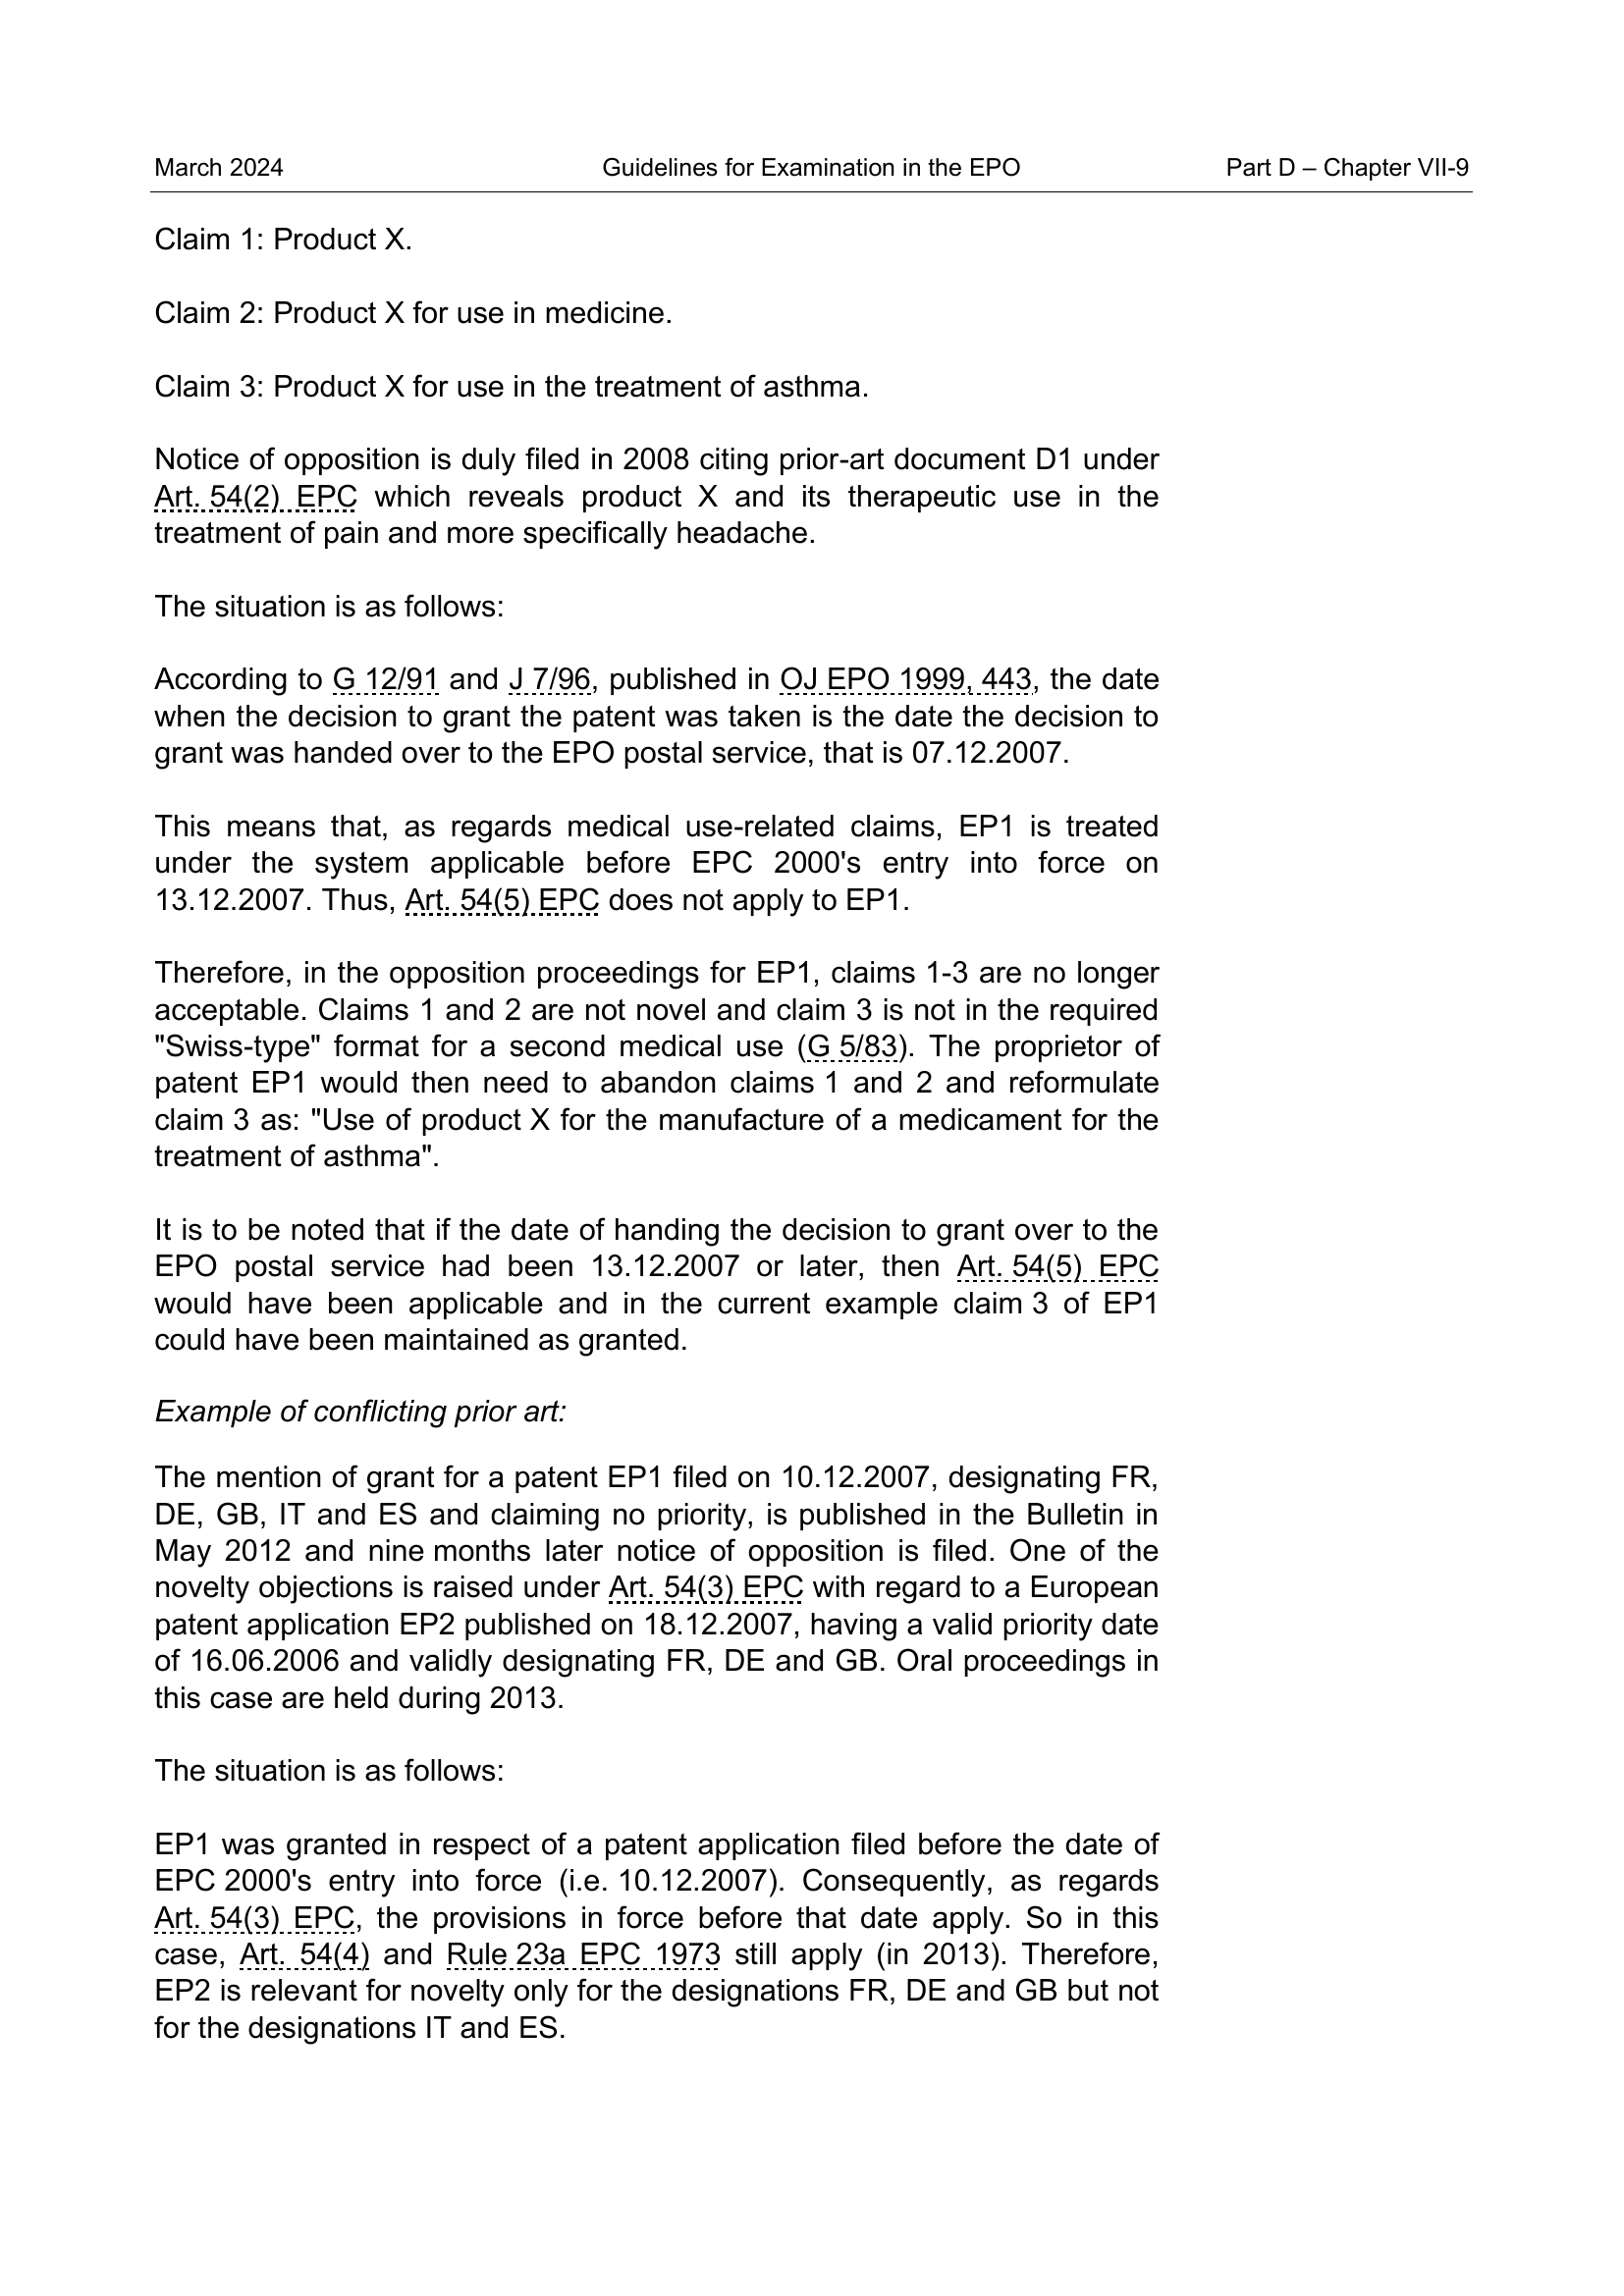 March 2024 Guidelines for Examination in the EPO Part D – Chapter VII-9
Claim 1: Product X.
Claim 2: Product X for use in medicine.
Claim 3: Product X for use in the treatment of asthma.
Notice of opposition is duly filed in 2008 citing prior-art document D1 under
Art. 54(2) EPC which reveals product X and its therapeutic use in the
treatment of pain and more specifically headache.
The situation is as follows:
According to G 12/91 and J 7/96, published in OJ EPO 1999, 443, the date
when the decision to grant the patent was taken is the date the decision to
grant was handed over to the EPO postal service, that is 07.12.2007.
This means that, as regards medical use-related claims, EP1 is treated
under the system applicable before EPC 2000's entry into force on
13.12.2007. Thus, Art. 54(5) EPC does not apply to EP1.
Therefore, in the opposition proceedings for EP1, claims 1-3 are no longer
acceptable. Claims 1 and 2 are not novel and claim 3 is not in the required
"Swiss-type" format for a second medical use (G 5/83). The proprietor of
patent EP1 would then need to abandon claims 1 and 2 and reformulate
claim 3 as: "Use of product X for the manufacture of a medicament for the
treatment of asthma".
It is to be noted that if the date of handing the decision to grant over to the
EPO postal service had been 13.12.2007 or later, then Art. 54(5) EPC
would have been applicable and in the current example claim 3 of EP1
could have been maintained as granted.
Example of conflicting prior art:
The mention of grant for a patent EP1 filed on 10.12.2007, designating FR,
DE, GB, IT and ES and claiming no priority, is published in the Bulletin in
May 2012 and nine months later notice of opposition is filed. One of the
novelty objections is raised under Art. 54(3) EPC with regard to a European
patent application EP2 published on 18.12.2007, having a valid priority date
of 16.06.2006 and validly designating FR, DE and GB. Oral proceedings in
this case are held during 2013.
The situation is as follows:
EP1 was granted in respect of a patent application filed before the date of
EPC 2000's entry into force (i.e. 10.12.2007). Consequently, as regards
Art. 54(3) EPC, the provisions in force before that date apply. So in this
case, Art. 54(4) and Rule 23a EPC 1973 still apply (in 2013). Therefore,
EP2 is relevant for novelty only for the designations FR, DE and GB but not
for the designations IT and ES.